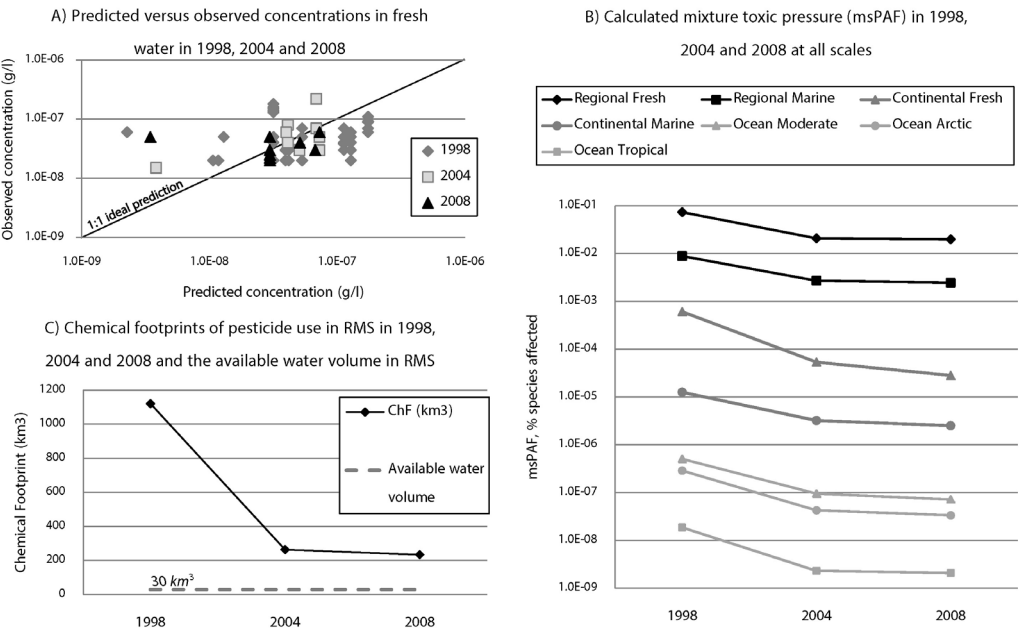 A) Predicted versus observed concentrations in fresh
water in 1998, 2004 and 2008
Observed concentration (g/l)
1.0E-06
1.0E-07
1.0E-08
1.0E-09
1:1 ideal prediction
1998
2004
2008
1.0E-09
1.0E-08
1.0E-07
1.0E-06
Predicted concentration (g/l)
C) Chemical footprints of pesticide use in RMS in 1998,
2004 and 2008 and the available water volume in RMS
Chemical Footprint (km3)
1200
1000
800
600
400
200
0
ChF (km3)
Available water
volume
30 km³
1998
2004
2008
B) Calculated mixture toxic pressure (msPAF) in 1998,
2004 and 2008 at all scales
Regional Fresh
Regional Marine
Continental Fresh
Continental Marine
Ocean Moderate
Ocean Arctic
Ocean Tropical
msPAF, % species affected
1.0E-01
1.0E-02
1.0E-03
1.0E-04
1.0E-05
1.0E-06
1.0E-07
1.0E-08
1.0E-09
1998
2004
2008